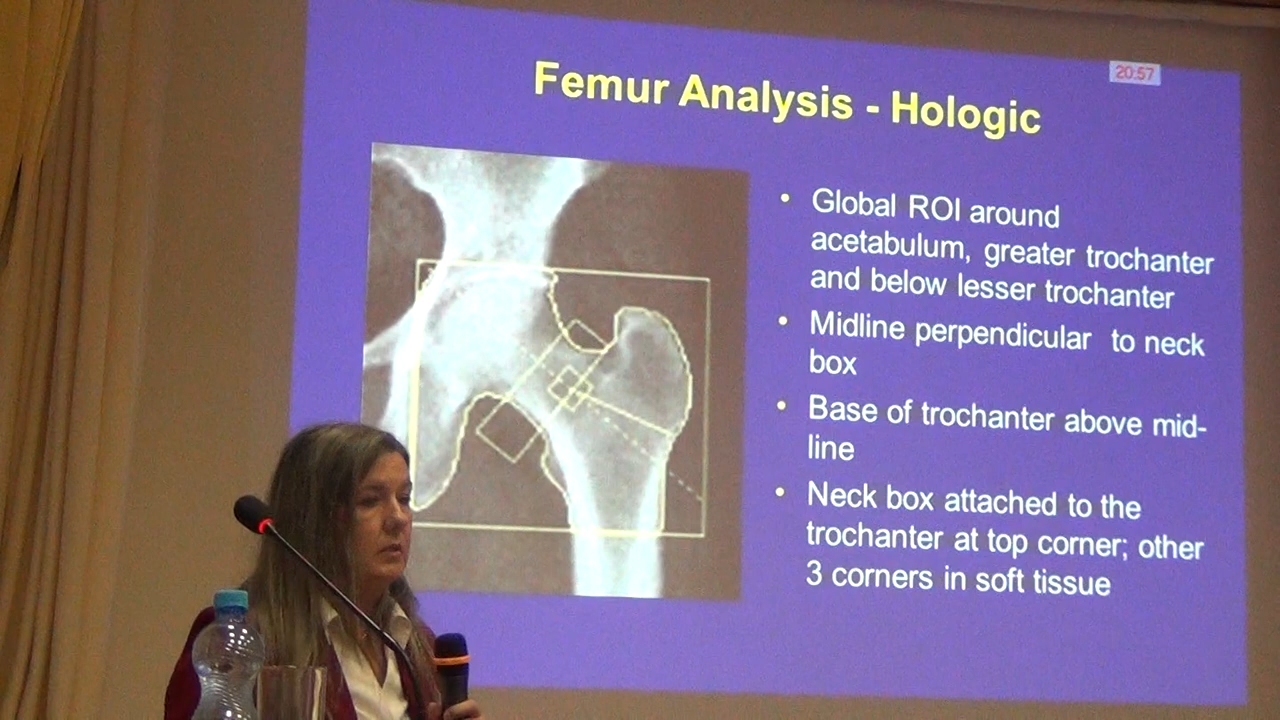 20:57
Femur Analysis - Hologic
• Global ROI around
acetabulum, greater trochanter
and below lesser trochanter
• Midline perpendicular to neck
box
• Base of trochanter above mid-
line
• Neck box attached to the
trochanter at top corner; other
3 corners in soft tissue